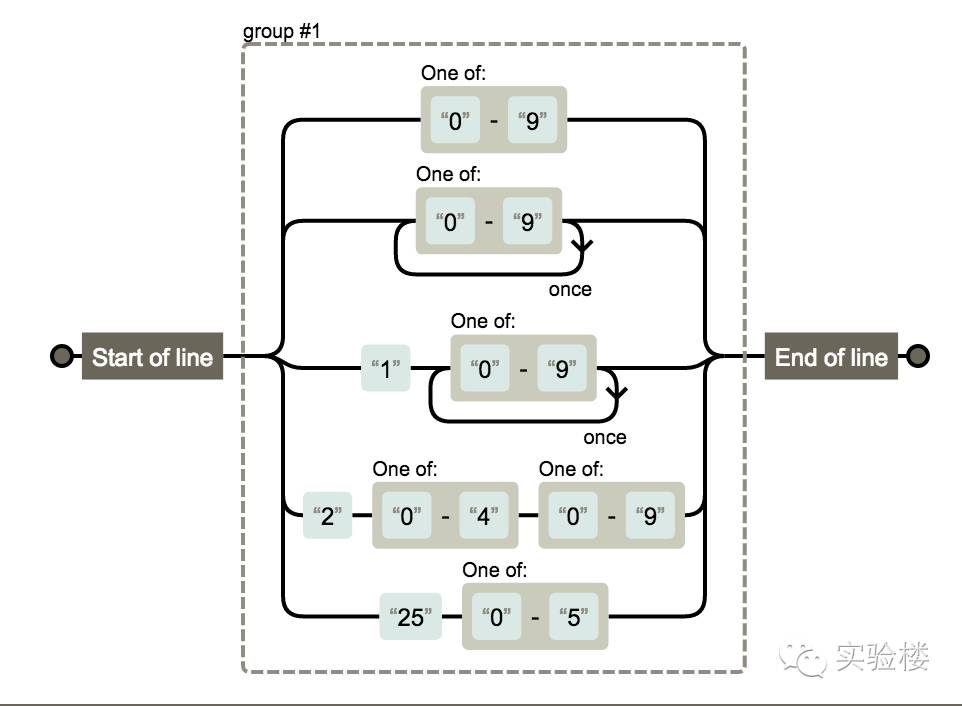 group #1
One of:
“0” - “9”
One of:
“0” - “9”
once
Start of line
One of:
“1” “0” - “9”
once
End of line
One of: One of:
“2” “0” - “4” “0” - “9”
One of:
“25” “0” - “5”
实验楼